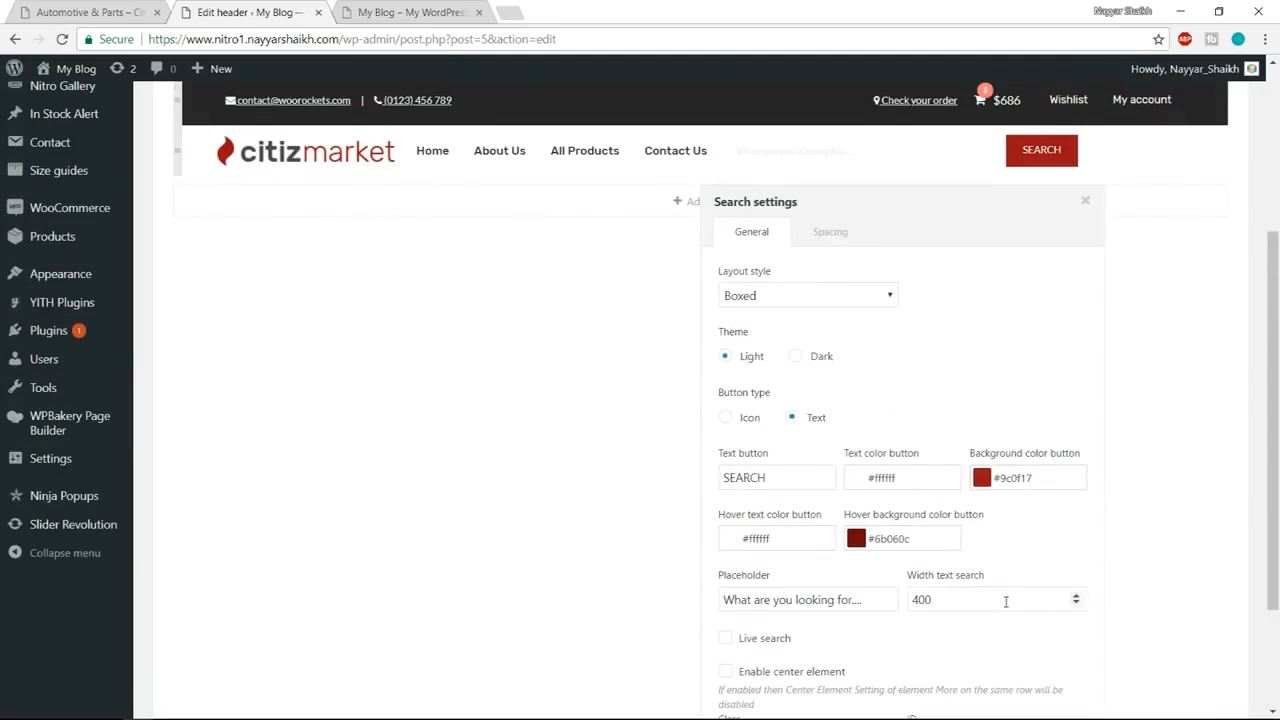 Automotive & Parts – Ci
Edit header ‹ My Blog —
My Blog – My WordPress
Nayyar Shaikh
Secure
https://www.nitro1.nayyarshaikh.com/wp-admin/post.php?post=5&action=edit
ABP
fb
My Blog
2
0
New
Howdy, Nayyar_Shaikh
Nitro Gallery
In Stock Alert
Contact
Size guides
WooCommerce
Products
Appearance
YITH Plugins
Plugins 1
Users
Tools
WPBakery Page
Builder
Settings
Ninja Popups
Slider Revolution
Collapse menu
contact@woorockets.com | (0123) 456 789
Check your order
8
$686
Wishlist
My account
citizmarket
Home
About Us
All Products
Contact Us
What are you looking for....
SEARCH
Search settings
General
Spacing
Layout style
Boxed
Theme
Light
Dark
Button type
Icon
Text
Text button
Text color button
Background color button
SEARCH
#ffffff
#9c0f17
Hover text color button
Hover background color button
#ffffff
#6b060c
Placeholder
Width text search
What are you looking for....
400
Live search
Enable center element
If enabled then Center Element Setting of element More on the same row will be
disabled